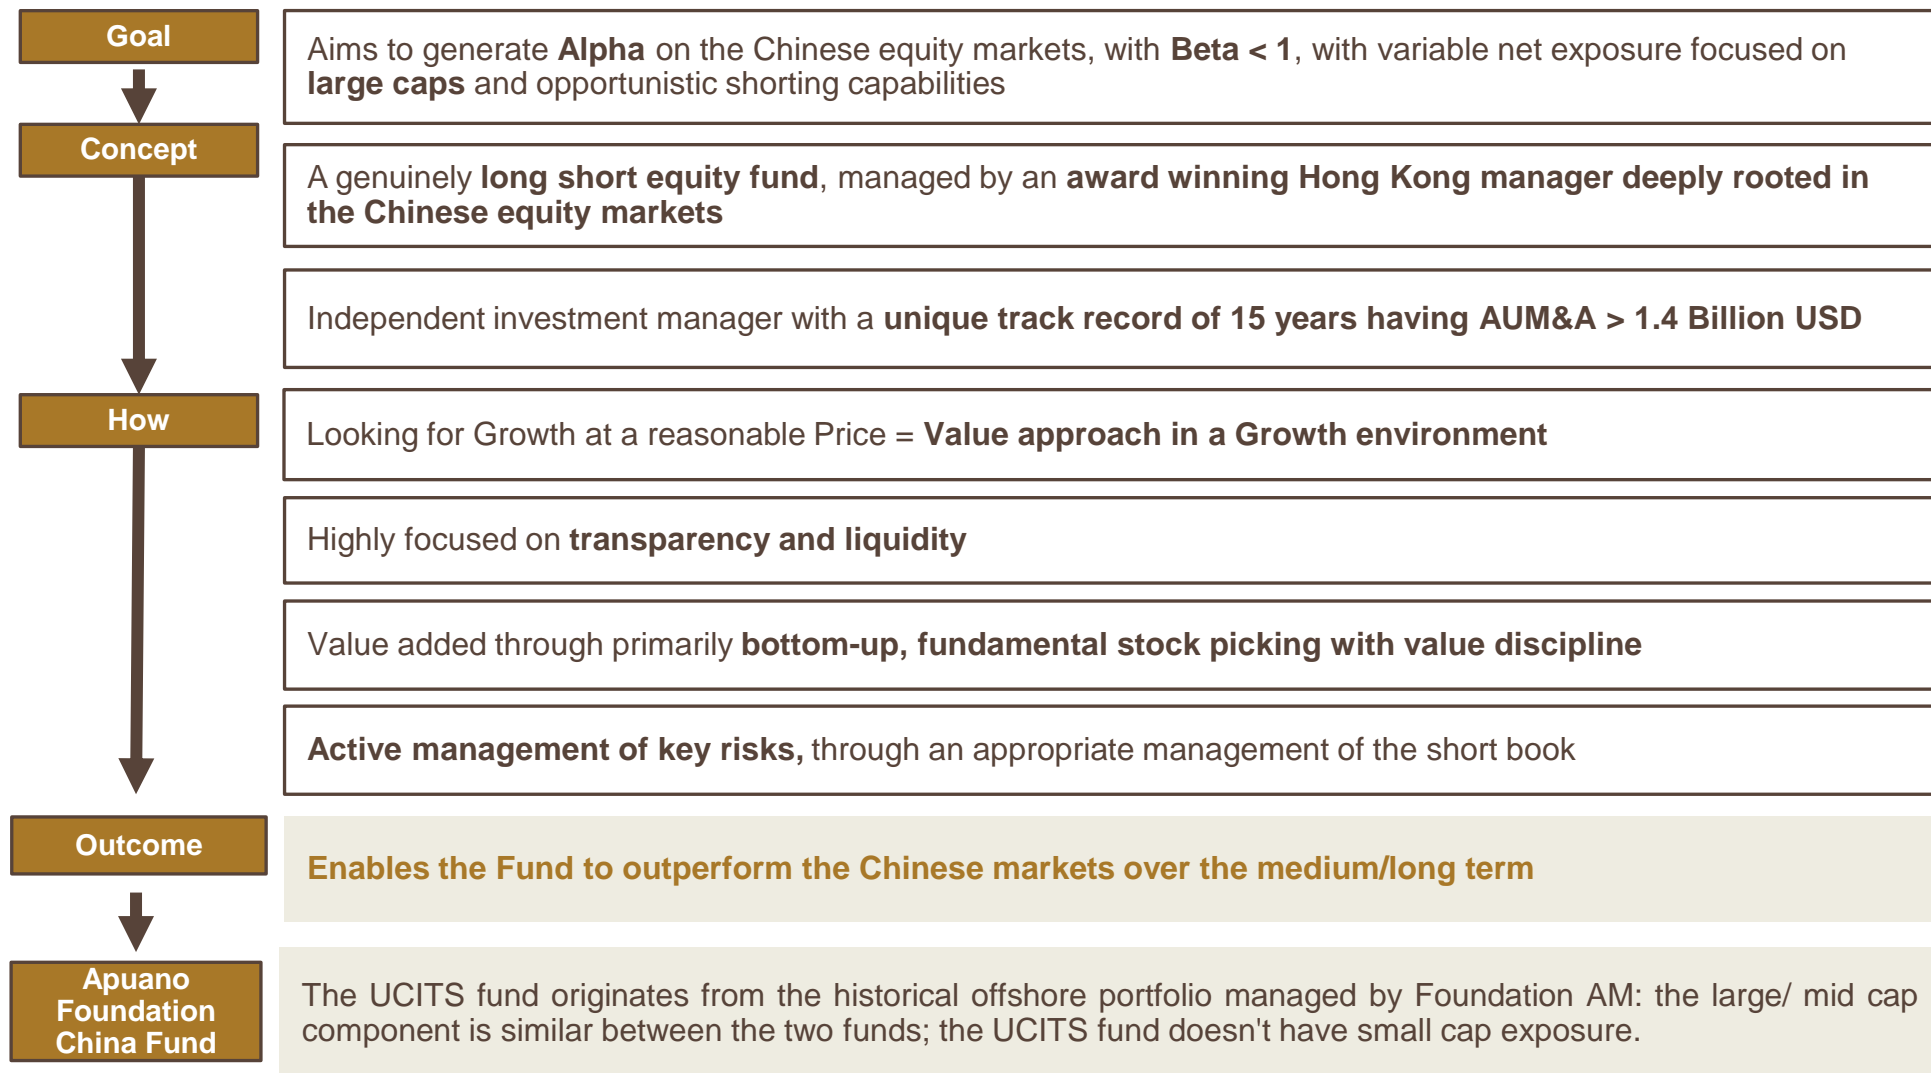 Goal
Aims to generate Alpha on the Chinese equity markets, with Beta < 1, with variable net exposure focused on
large caps and opportunistic shorting capabilities
Concept
A genuinely long short equity fund, managed by an award winning Hong Kong manager deeply rooted in
the Chinese equity markets
Independent investment manager with a unique track record of 15 years having AUM&A > 1.4 Billion USD
How
Looking for Growth at a reasonable Price = Value approach in a Growth environment
Highly focused on transparency and liquidity
Value added through primarily bottom-up, fundamental stock picking with value discipline
Active management of key risks, through an appropriate management of the short book
Outcome
Enables the Fund to outperform the Chinese markets over the medium/long term
Apuano
Foundation
China Fund
The UCITS fund originates from the historical offshore portfolio managed by Foundation AM: the large/ mid cap
component is similar between the two funds; the UCITS fund doesn't have small cap exposure.